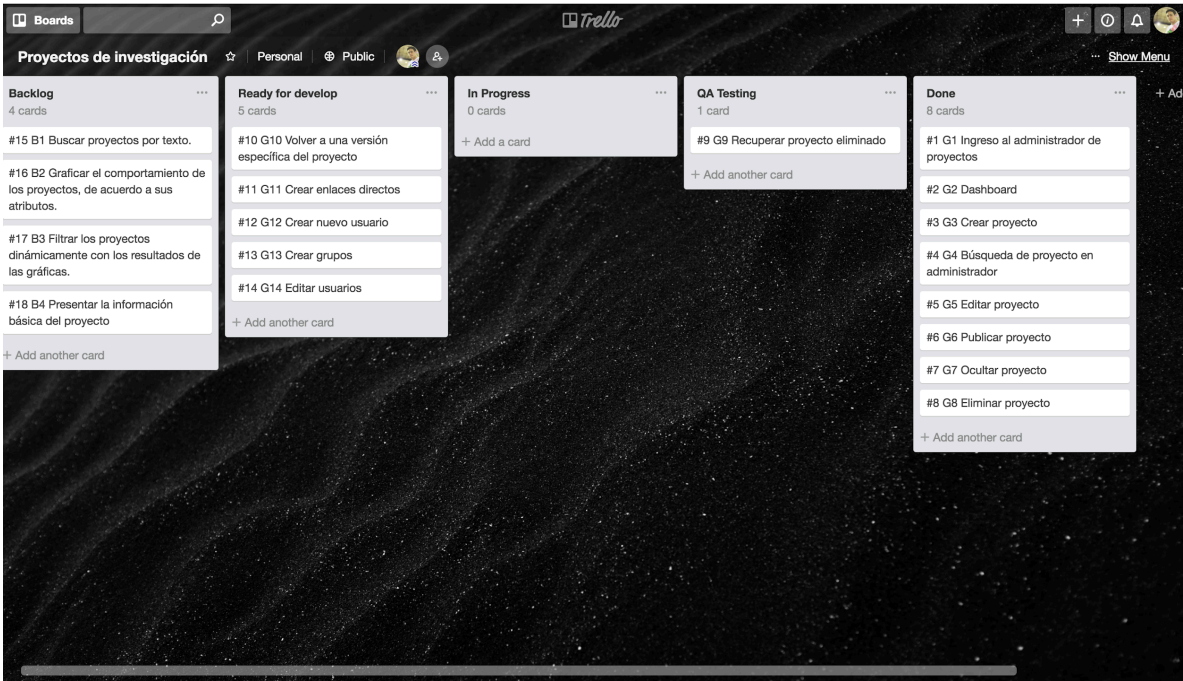 Boards
Trello
Proyectos de investigación
Personal
Public
Show Menu
Backlog
4 cards
#15 B1 Buscar proyectos por texto.
#16 B2 Graficar el comportamiento de
los proyectos, de acuerdo a sus
atributos.
#17 B3 Filtrar los proyectos
dinámicamente con los resultados de
las gráficas.
#18 B4 Presentar la información
básica del proyecto
+ Add another card
Ready for develop
5 cards
#10 G10 Volver a una versión
específica del proyecto
#11 G11 Crear enlaces directos
#12 G12 Crear nuevo usuario
#13 G13 Crear grupos
#14 G14 Editar usuarios
+ Add another card
In Progress
0 cards
+ Add a card
QA Testing
1 card
#9 G9 Recuperar proyecto eliminado
+ Add another card
Done
8 cards
#1 G1 Ingreso al administrador de
proyectos
#2 G2 Dashboard
#3 G3 Crear proyecto
#4 G4 Búsqueda de proyecto en
administrador
#5 G5 Editar proyecto
#6 G6 Publicar proyecto
#7 G7 Ocultar proyecto
#8 G8 Eliminar proyecto
+ Add another card
+ Ad